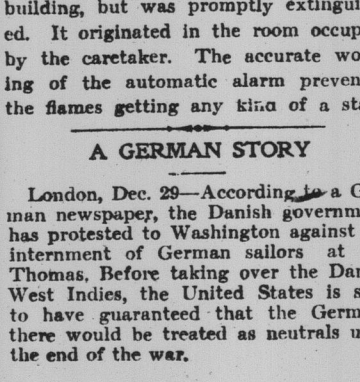 building, but was promptly extingui
ed. It originated in the room occup
by the caretaker. The accurate wo
ing of the automatic alarm preven
the flames getting any kind of a sta
A GERMAN STORY
London, Dec. 29—According to a G
man newspaper, the Danish governm
has protested to Washington against
internment of German sailors at
Thomas, Before taking over the Dan
West Indies, the United States is s
to have guaranteed that the Germ
there would be treated as neutrals u
the end of the war.